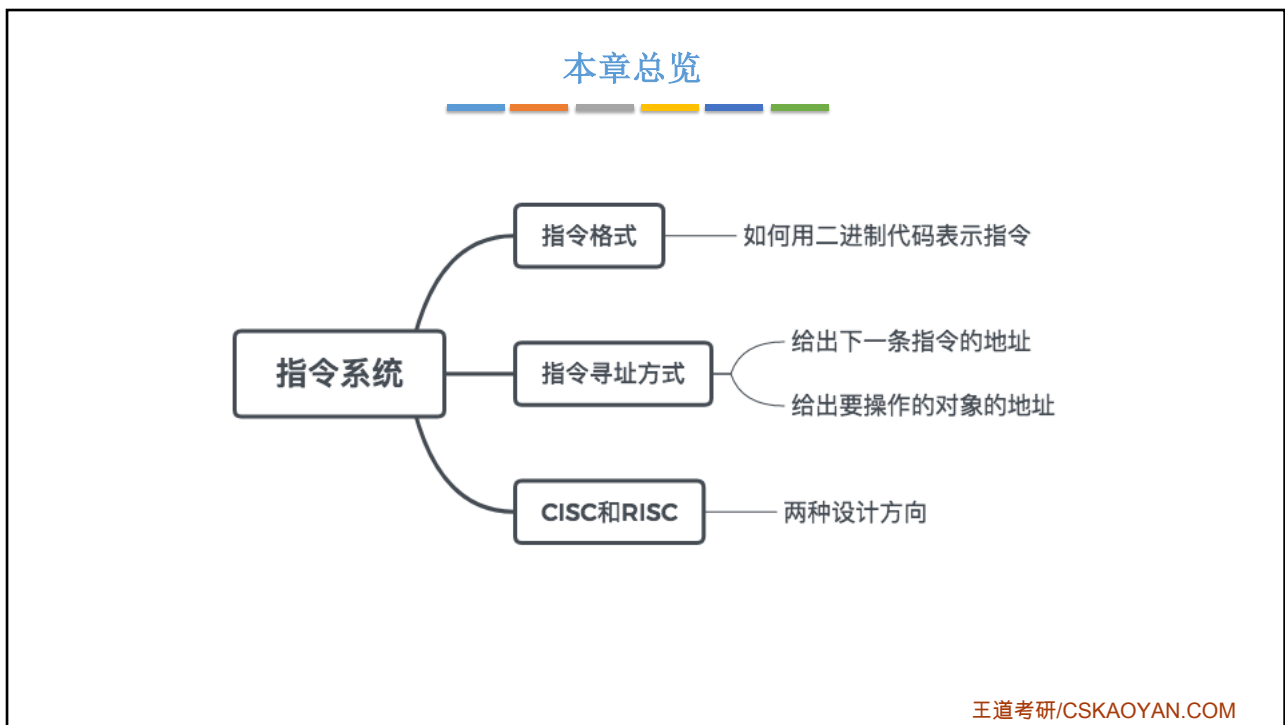 本章总览
指令格式
如何用二进制代码表示指令
指令系统
指令寻址方式
给出下一条指令的地址
给出要操作的对象的地址
CISC和RISC
两种设计方向
王道考研/CSKAOYAN.COM